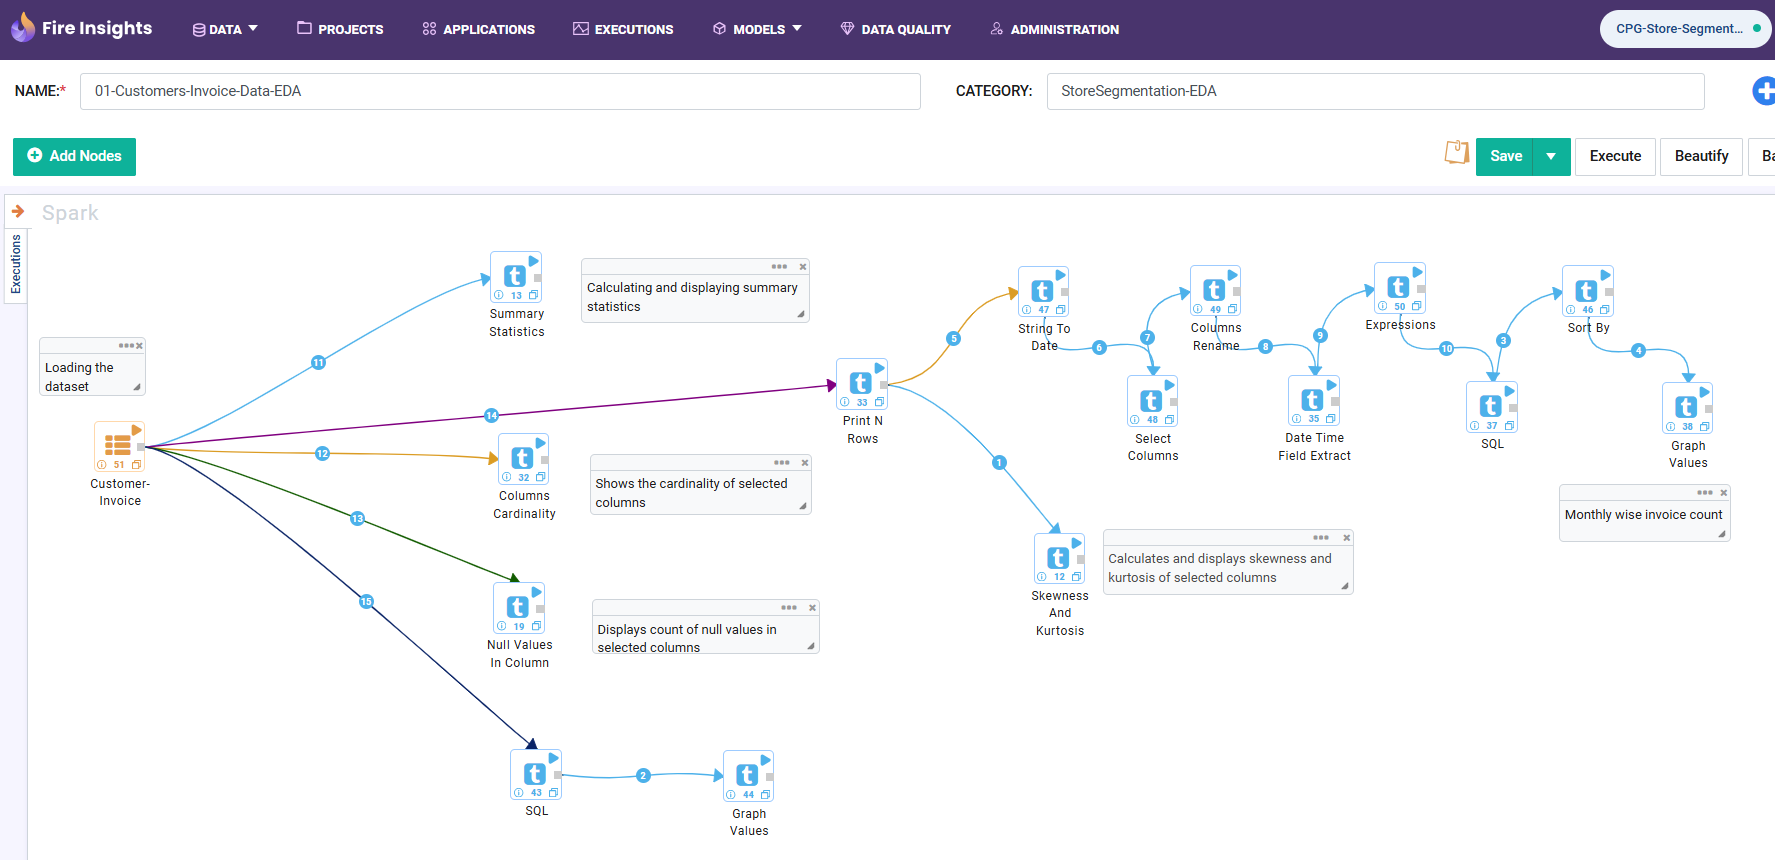 Fire Insights
DATA
PROJECTS
APPLICATIONS
EXECUTIONS
MODELS
DATA QUALITY
ADMINISTRATION
CPG-Store-Segment...
NAME:*
01-Customers-Invoice-Data-EDA
CATEGORY:
StoreSegmentation-EDA
Add Nodes
Save
Execute
Beautify
Ba
Executions
Spark
Loading the
dataset
51
Customer-
Invoice
11
14
12
13
15
13
Summary
Statistics
Calculating and displaying summary
statistics
32
Columns
Cardinality
Shows the cardinality of selected
columns
19
Null Values
In Column
Displays count of null values in
selected columns
43
SQL
2
44
Graph
Values
33
Print N
Rows
5
1
12
Skewness
And
Kurtosis
Calculates and displays skewness and
kurtosis of selected columns
47
String To
Date
6
48
Select
Columns
7
49
Columns
Rename
8
35
Date Time
Field Extract
9
50
Expressions
10
37
SQL
3
46
Sort By
4
38
Graph
Values
Monthly wise invoice count